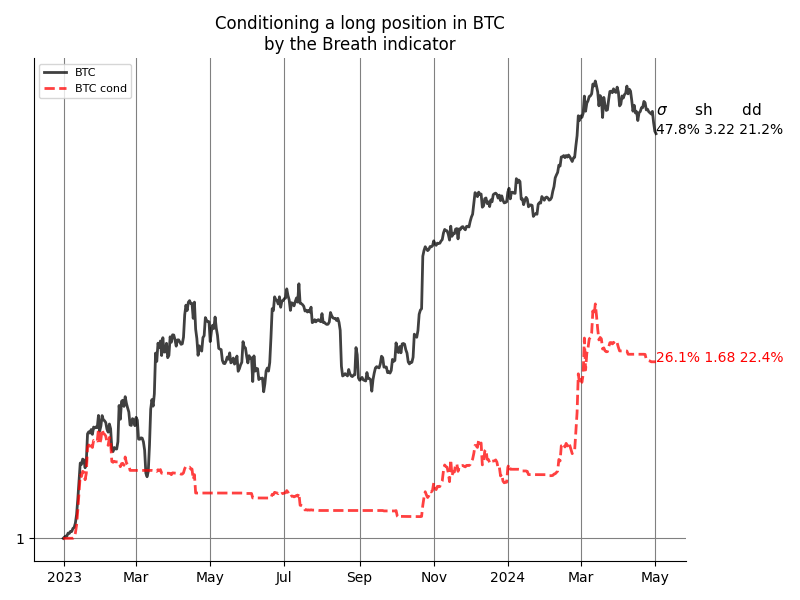 Conditioning a long position in BTC
by the Breath indicator
BTC
BTC cond
σ sh dd
47.8% 3.22 21.2%
26.1% 1.68 22.4%
1
2023 Mar May Jul Sep Nov 2024 Mar May